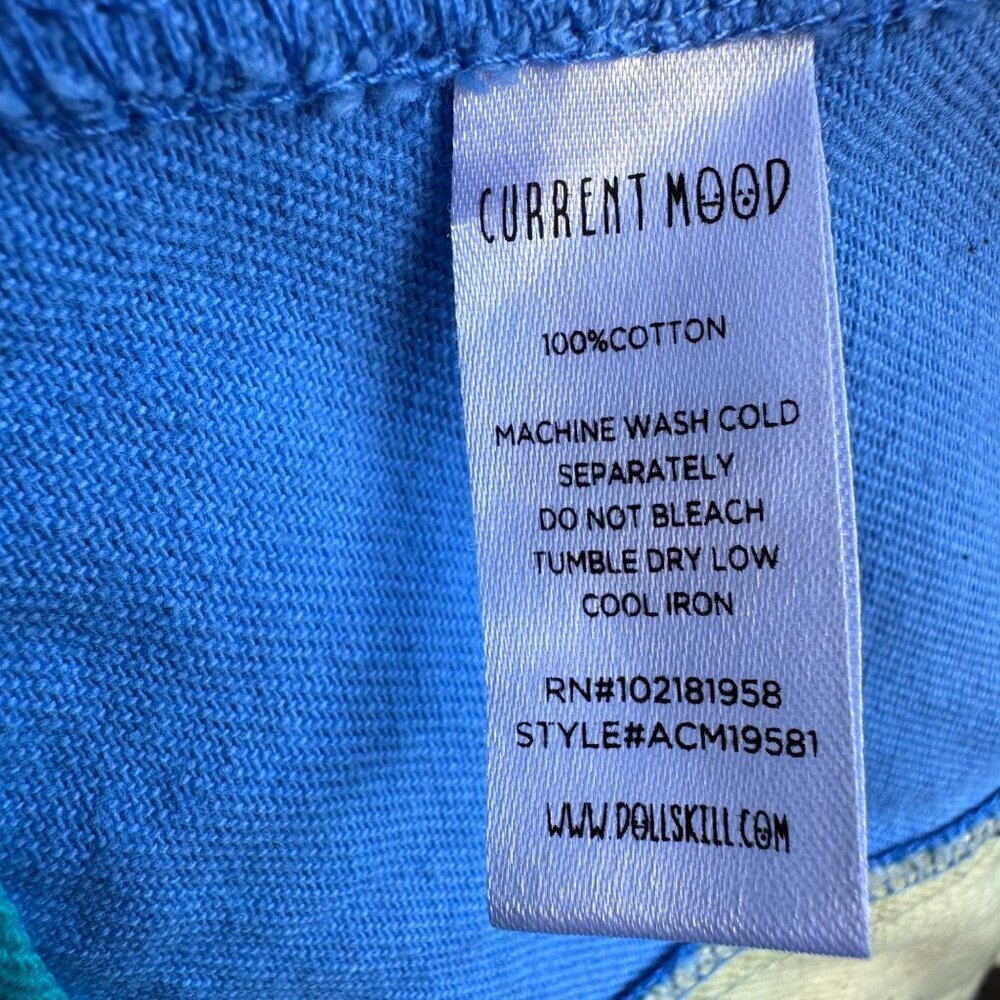 CURRENT MOOD
100%COTTON
MACHINE WASH COLD
SEPARATELY
DO NOT BLEACH
TUMBLE DRY LOW
COOL IRON
RN#102181958
STYLE#ACM19581
WWW.DOLLSKILL.COM